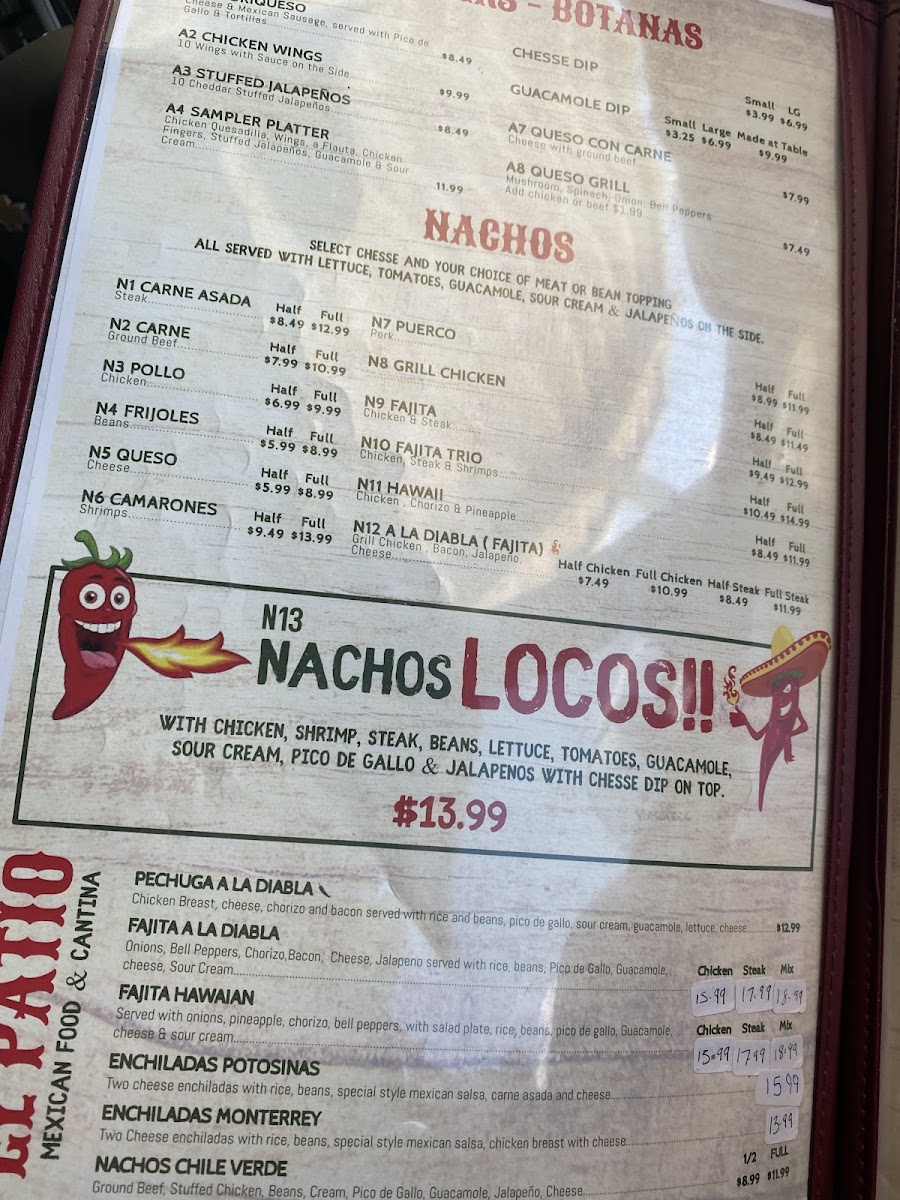 RIQUESO
Cheese & Mexican Sausage, served with Pico de
Gallo & Tortillas
$8.49
A2 CHICKEN WINGS
10 Wings with Sauce on the Side
$9.99
A3 STUFFED JALAPEÑOS
10 Cheddar Stuffed Jalapeños
$8.49
A4 SAMPLER PLATTER
Chicken Quesadilla, Wings, a Flauta, Chicken
Fingers, Stuffed Jalapeños, Guacamole & Sour
Cream
11.99
- BOTANAS
CHESSE DIP
Small LG
$3.99 $6.99
GUACAMOLE DIP
Small Large Made at Table
$3.25 $6.99 $9.99
A7 QUESO CON CARNE
Cheese with ground beef
$7.99
A8 QUESO GRILL
Mushroom, Spinach, Onion, Bell Peppers
Add chicken or beef $1.99
$7.49
NACHOS
SELECT CHESSE AND YOUR CHOICE OF MEAT OR BEAN TOPPING
ALL SERVED WITH LETTUCE, TOMATOES, GUACAMOLE, SOUR CREAM & JALAPEÑOS ON THE SIDE.
N1 CARNE ASADA
Steak
Half Full
$8.49 $12.99
N2 CARNE
Ground Beef
Half Full
$7.99 $10.99
N3 POLLO
Chicken
Half Full
$6.99 $9.99
N4 FRIJOLES
Beans
Half Full
$5.99 $8.99
N5 QUESO
Cheese
Half Full
$5.99 $8.99
N6 CAMARONES
Shrimps
Half Full
$9.49 $13.99
N7 PUERCO
Pork
Half Full
$8.99 $11.99
N8 GRILL CHICKEN
Half Full
$8.49 $11.49
N9 FAJITA
Chicken & Steak
Half Full
$9.49 $12.99
N10 FAJITA TRIO
Chicken, Steak & Shrimps
Half Full
$10.49 $14.99
N11 HAWAII
Chicken , Chorizo & Pineapple
Half Full
$8.49 $11.99
N12 A LA DIABLA ( FAJITA)
Grill Chicken , Bacon, Jalapeño
Cheese
Half Chicken Full Chicken Half Steak Full Steak
$7.49 $10.99 $8.49 $11.99
N13
NACHOS LOCOS!!
WITH CHICKEN, SHRIMP, STEAK, BEANS, LETTUCE, TOMATOES, GUACAMOLE,
SOUR CREAM, PICO DE GALLO & JALAPENOS WITH CHESSE DIP ON TOP.
$13.99
EL PATIO
MEXICAN FOOD & CANTINA
PECHUGA A LA DIABLA
Chicken Breast, cheese, chorizo and bacon served with rice and beans, pico de gallo, sour cream, guacamole, lettuce, cheese $12.99
FAJITA A LA DIABLA
Onions, Bell Peppers, Chorizo,Bacon, Cheese, Jalapeno served with rice, beans, Pico de Gallo, Guacamole,
cheese, Sour Cream
Chicken Steak Mix
15.99 17.99 18.99
FAJITA HAWAIAN
Served with onions, pineapple, chorizo, bell peppers, with salad plate, rice, beans, pico de gallo, Guacamole,
cheese & sour cream
Chicken Steak Mix
15.99 17.99 18.99
ENCHILADAS POTOSINAS
Two cheese enchiladas with rice, beans, special style mexican salsa, carne asada and cheese
15.99
ENCHILADAS MONTERREY
Two Cheese enchiladas with rice, beans, special style mexican salsa, chicken breast with cheese
13.99
NACHOS CHILE VERDE
Ground Beef, Stuffed Chicken, Beans, Cream, Pico de Gallo, Guacamole, Jalapeño, Cheese
1/2 FULL
$8.99 $11.99